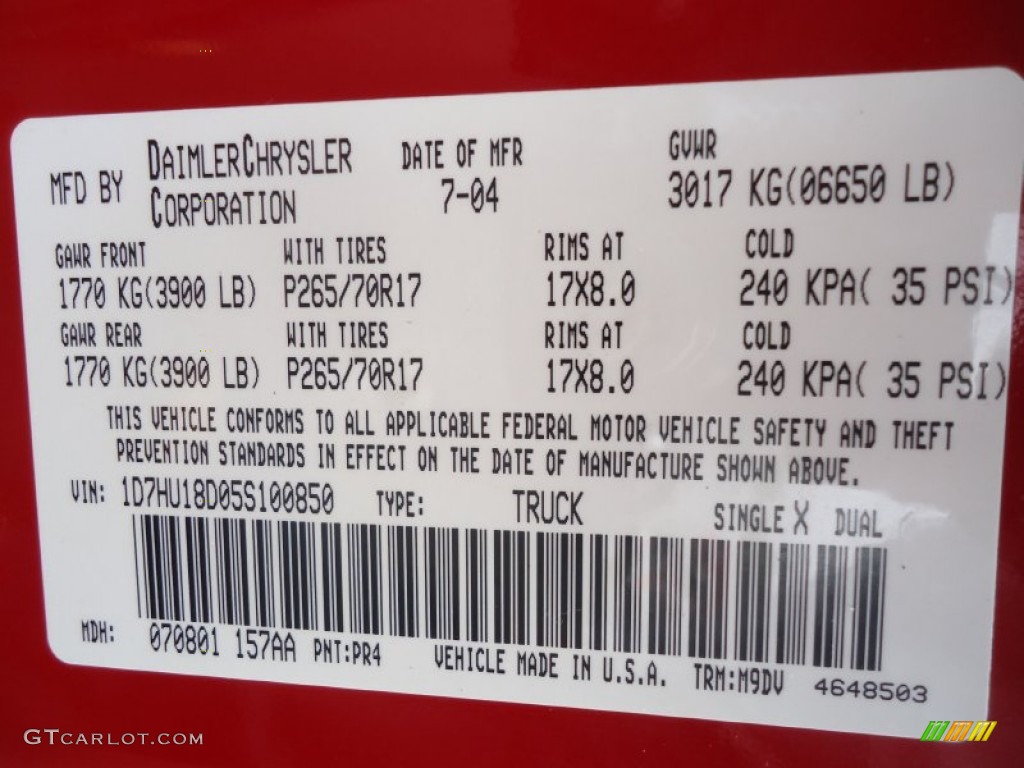 MFD BY DAIMLERCHRYSLER CORPORATION DATE OF MFR 7-04 GVWR 3017 KG(06650 LB)
GAWR FRONT WITH TIRES RIMS AT COLD
1770 KG(3900 LB) P265/70R17 17X8.0 240 KPA( 35 PSI)
GAWR REAR WITH TIRES RIMS AT COLD
1770 KG(3900 LB) P265/70R17 17X8.0 240 KPA( 35 PSI)
THIS VEHICLE CONFORMS TO ALL APPLICABLE FEDERAL MOTOR VEHICLE SAFETY AND THEFT
PREVENTION STANDARDS IN EFFECT ON THE DATE OF MANUFACTURE SHOWN ABOVE.
VIN: 1D7HU18D05S100850 TYPE: TRUCK SINGLE X DUAL
MDH: 070801 157AA PNT:PR4 VEHICLE MADE IN U.S.A. TRM:M9DV 4648503
GTCARLOT.COM